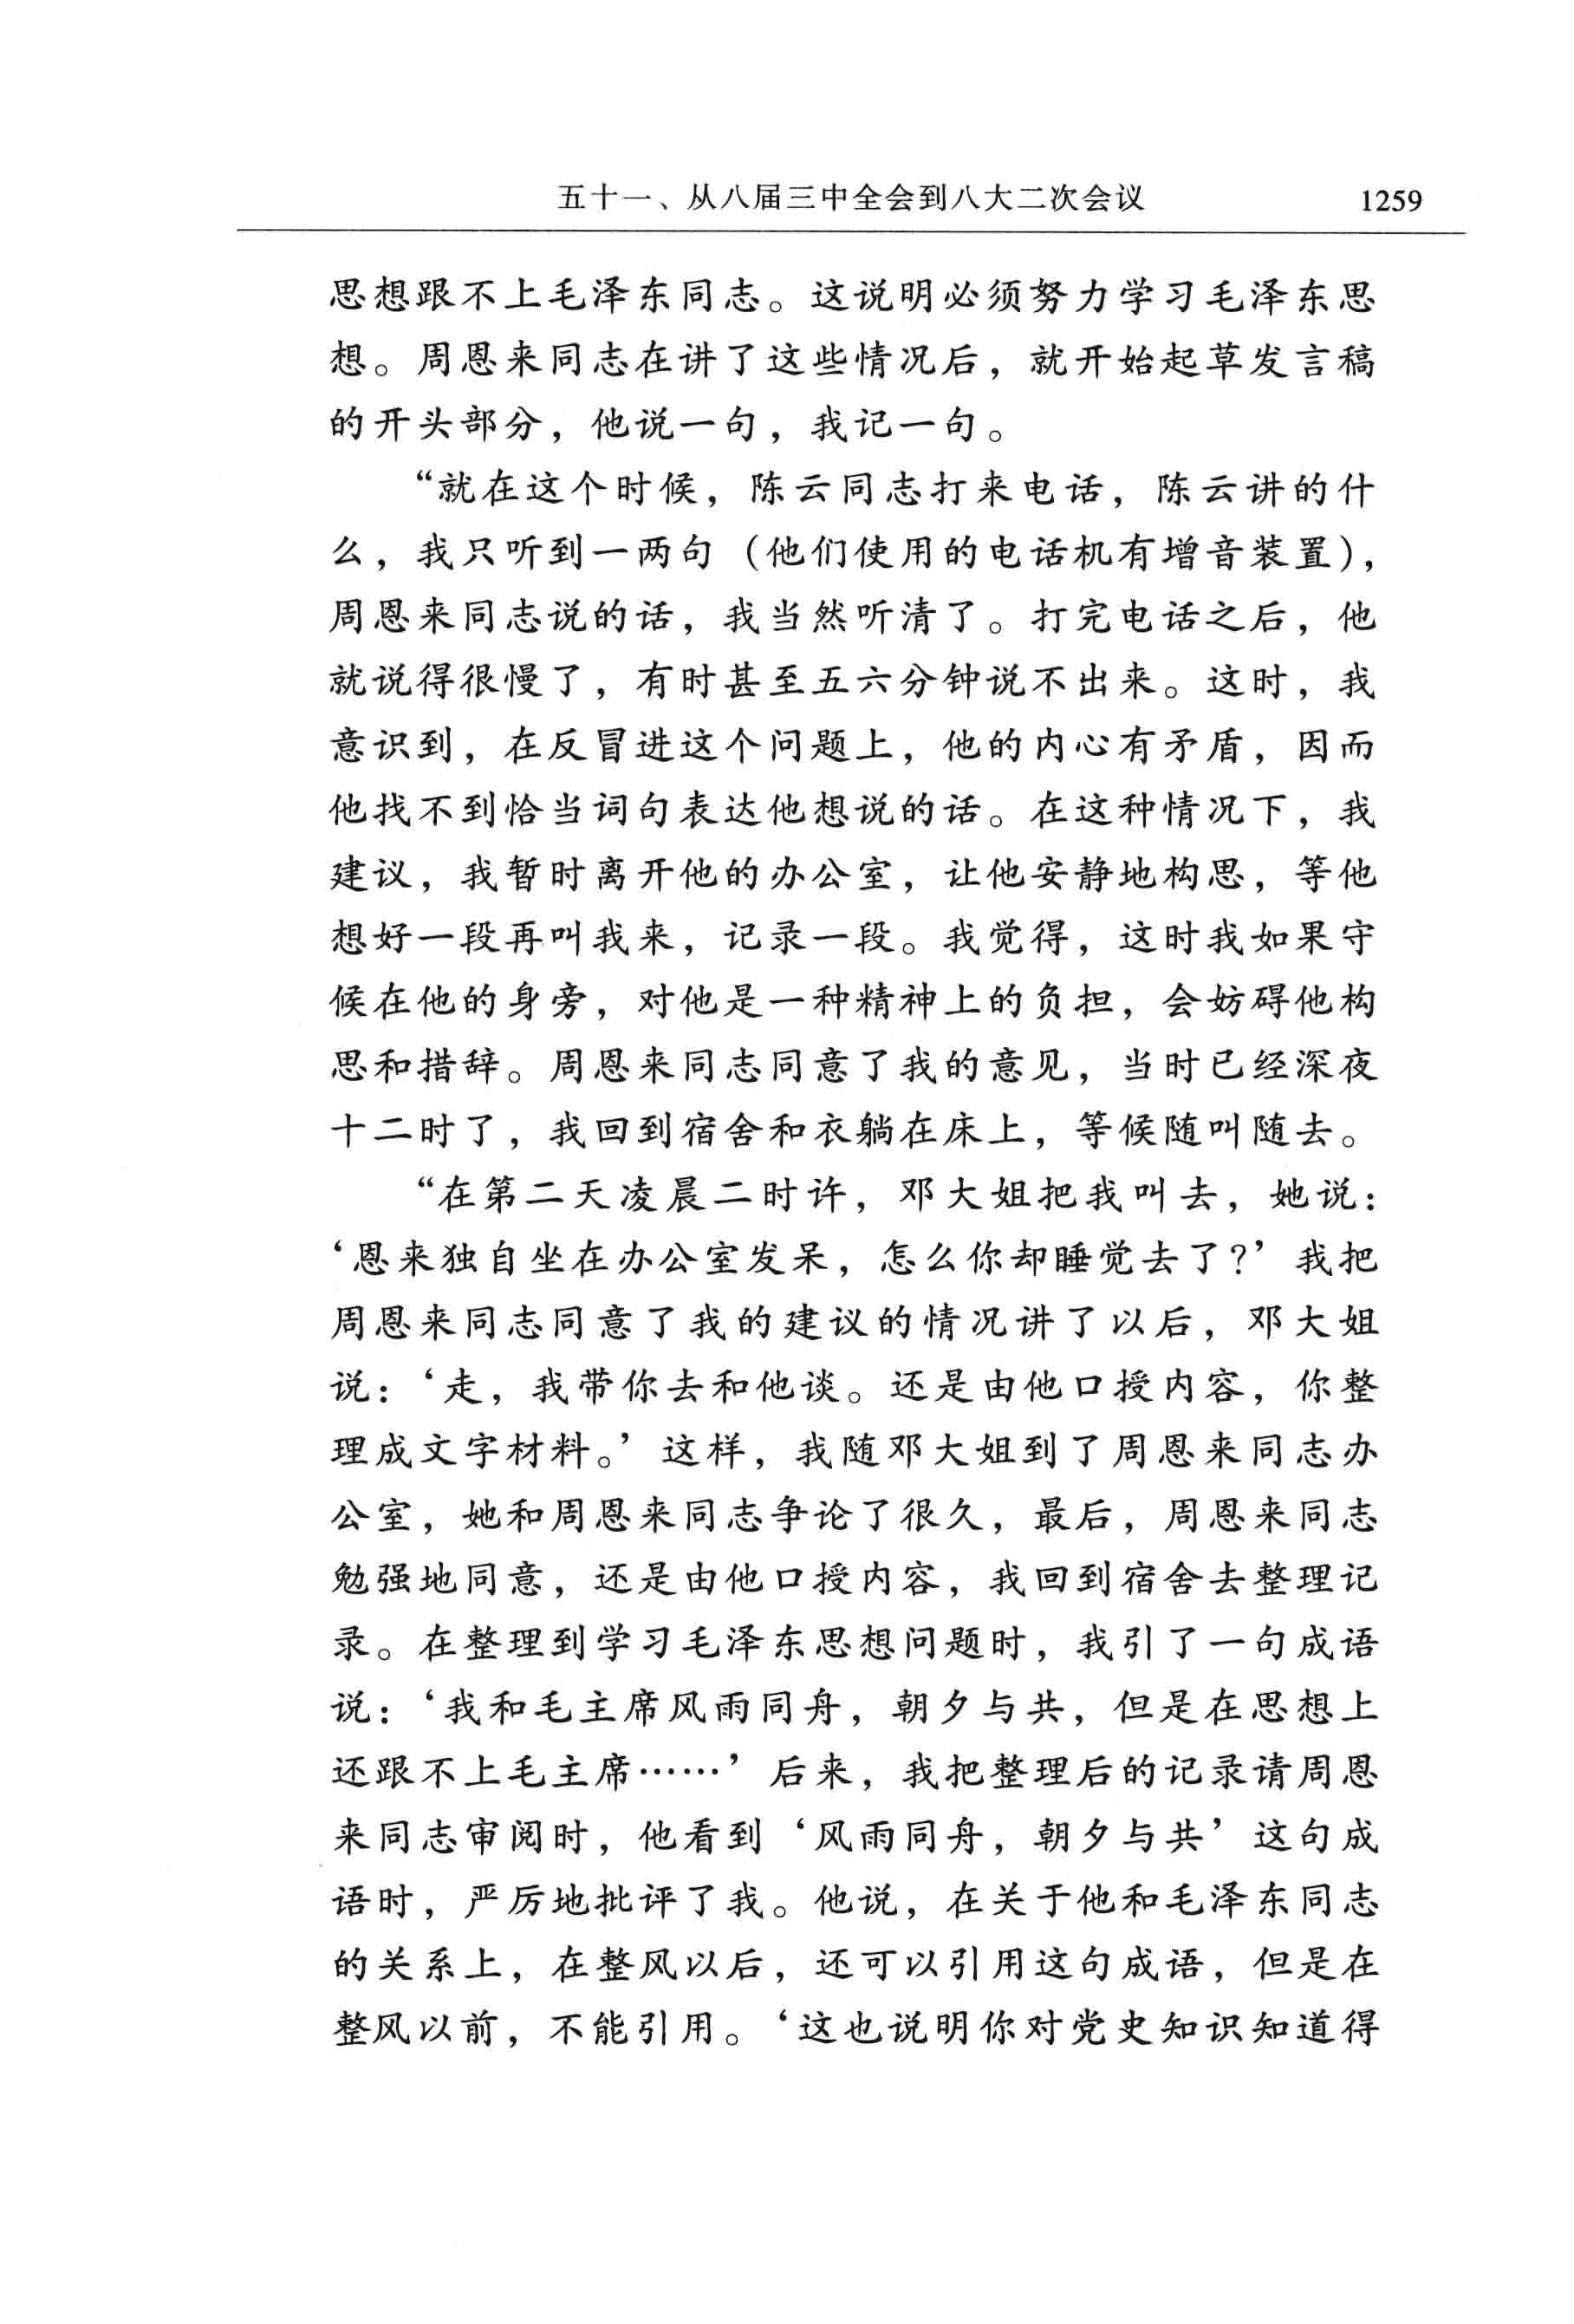 五十一、从八届三中全会到八大二次会议 1259
思想跟不上毛泽东同志。这说明必须努力学习毛泽东思
想。周恩来同志在讲了这些情况后，就开始起草发言稿
的开头部分，他说一句，我记一句。
“就在这个时候，陈云同志打来电话，陈云讲的什
么，我只听到一两句（他们使用的电话机有增音装置），
周恩来同志说的话，我当然听清了。打完电话之后，他
就说得很慢了，有时甚至五六分钟说不出来。这时，我
意识到，在反冒进这个问题上，他的内心有矛盾，因而
他找不到恰当词句表达他想说的话。在这种情况下，我
建议，我暂时离开他的办公室，让他安静地构思，等他
想好一段再叫我来，记录一段。我觉得，这时我如果守
候在他的身旁，对他是一种精神上的负担，会妨碍他构
思和措辞。周恩来同志同意了我的意见，当时已经深夜
十二时了，我回到宿舍和衣躺在床上，等候随叫随去。
“在第二天凌晨二时许，邓大姐把我叫去，她说：
‘恩来独自坐在办公室发呆，怎么你却睡觉去了？’我把
周恩来同志同意了我的建议的情况讲了以后，邓大姐
说：‘走，我带你去和他谈。还是由他口授内容，你整
理成文字材料。’这样，我随邓大姐到了周恩来同志办
公室，她和周恩来同志争论了很久，最后，周恩来同志
勉强地同意，还是由他口授内容，我回到宿舍去整理记
录。在整理到学习毛泽东思想问题时，我引了一句成语
说：‘我和毛主席风雨同舟，朝夕与共，但是在思想上
还跟不上毛主席……’后来，我把整理后的记录请周恩
来同志审阅时，他看到‘风雨同舟，朝夕与共’这句成
语时，严厉地批评了我。他说，在关于他和毛泽东同志
的关系上，在整风以后，还可以引用这句成语，但是在
整风以前，不能引用。‘这也说明你对党史知识知道得